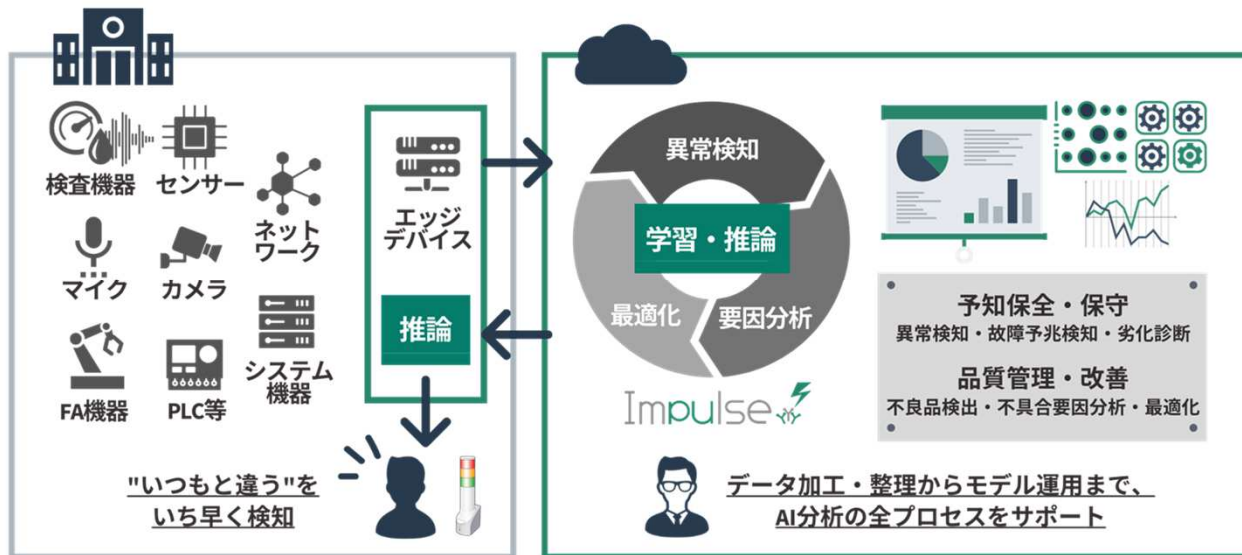 検査機器
センサー
ネット
ワーク
マイク
カメラ
FA機器
PLC等
システム
機器
エッジ
デバイス
推論
"いつもと違う"を
いち早く検知
異常検知
学習・推論
最適化
要因分析
Impulse
予知保全・保守
異常検知・故障予兆検知・劣化診断
品質管理・改善
不良品検出・不具合要因分析・最適化
データ加工・整理からモデル運用まで、
AI分析の全プロセスをサポート